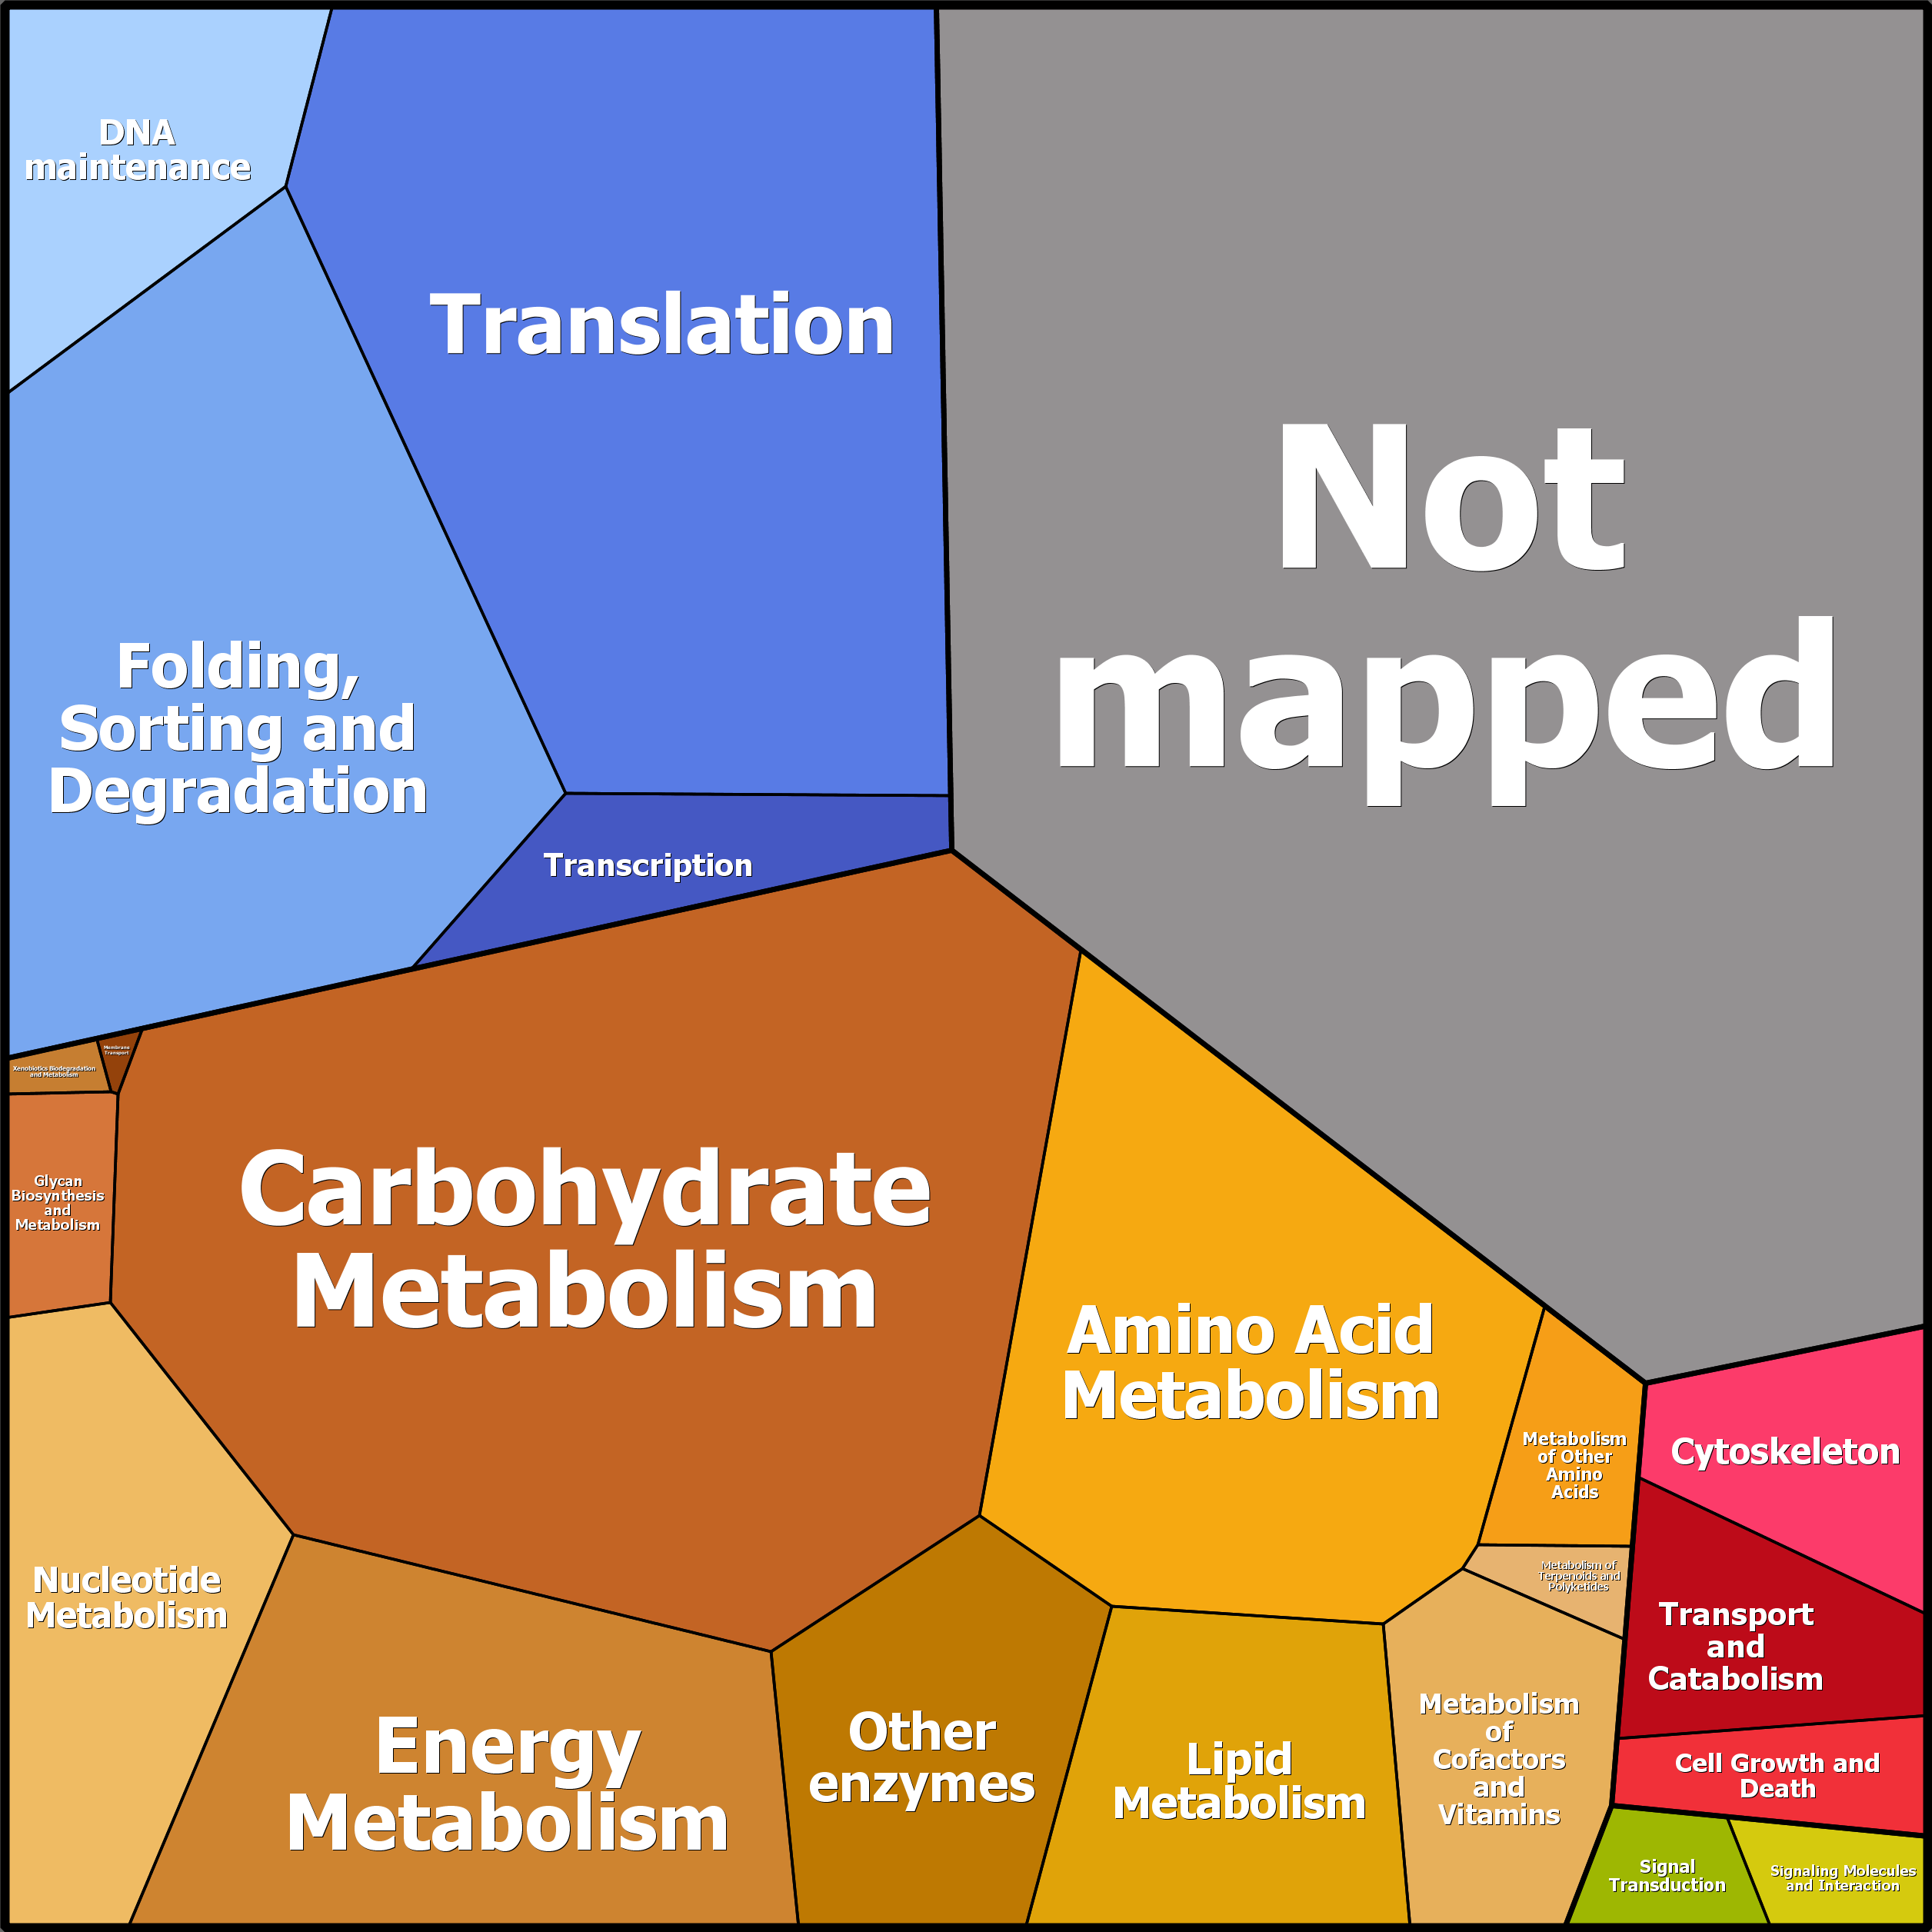 DNA
maintenance
Translation
Not
mapped
Folding,
Sorting and
Degradation
Transcription
Membrane
Transport
Xenobiotics Biodegradation
and Metabolism
Glycan
Biosynthesis
and
Metabolism
Carbohydrate
Metabolism
Amino Acid
Metabolism
Metabolism
of Other
Amino
Acids
Cytoskeleton
Metabolism of
Terpenoids and
Polyketides
Nucleotide
Metabolism
Transport
and
Catabolism
Energy
Metabolism
Other
enzymes
Lipid
Metabolism
Metabolism
of
Cofactors
and
Vitamins
Cell Growth and
Death
Signal
Transduction
Signaling Molecules
and Interaction